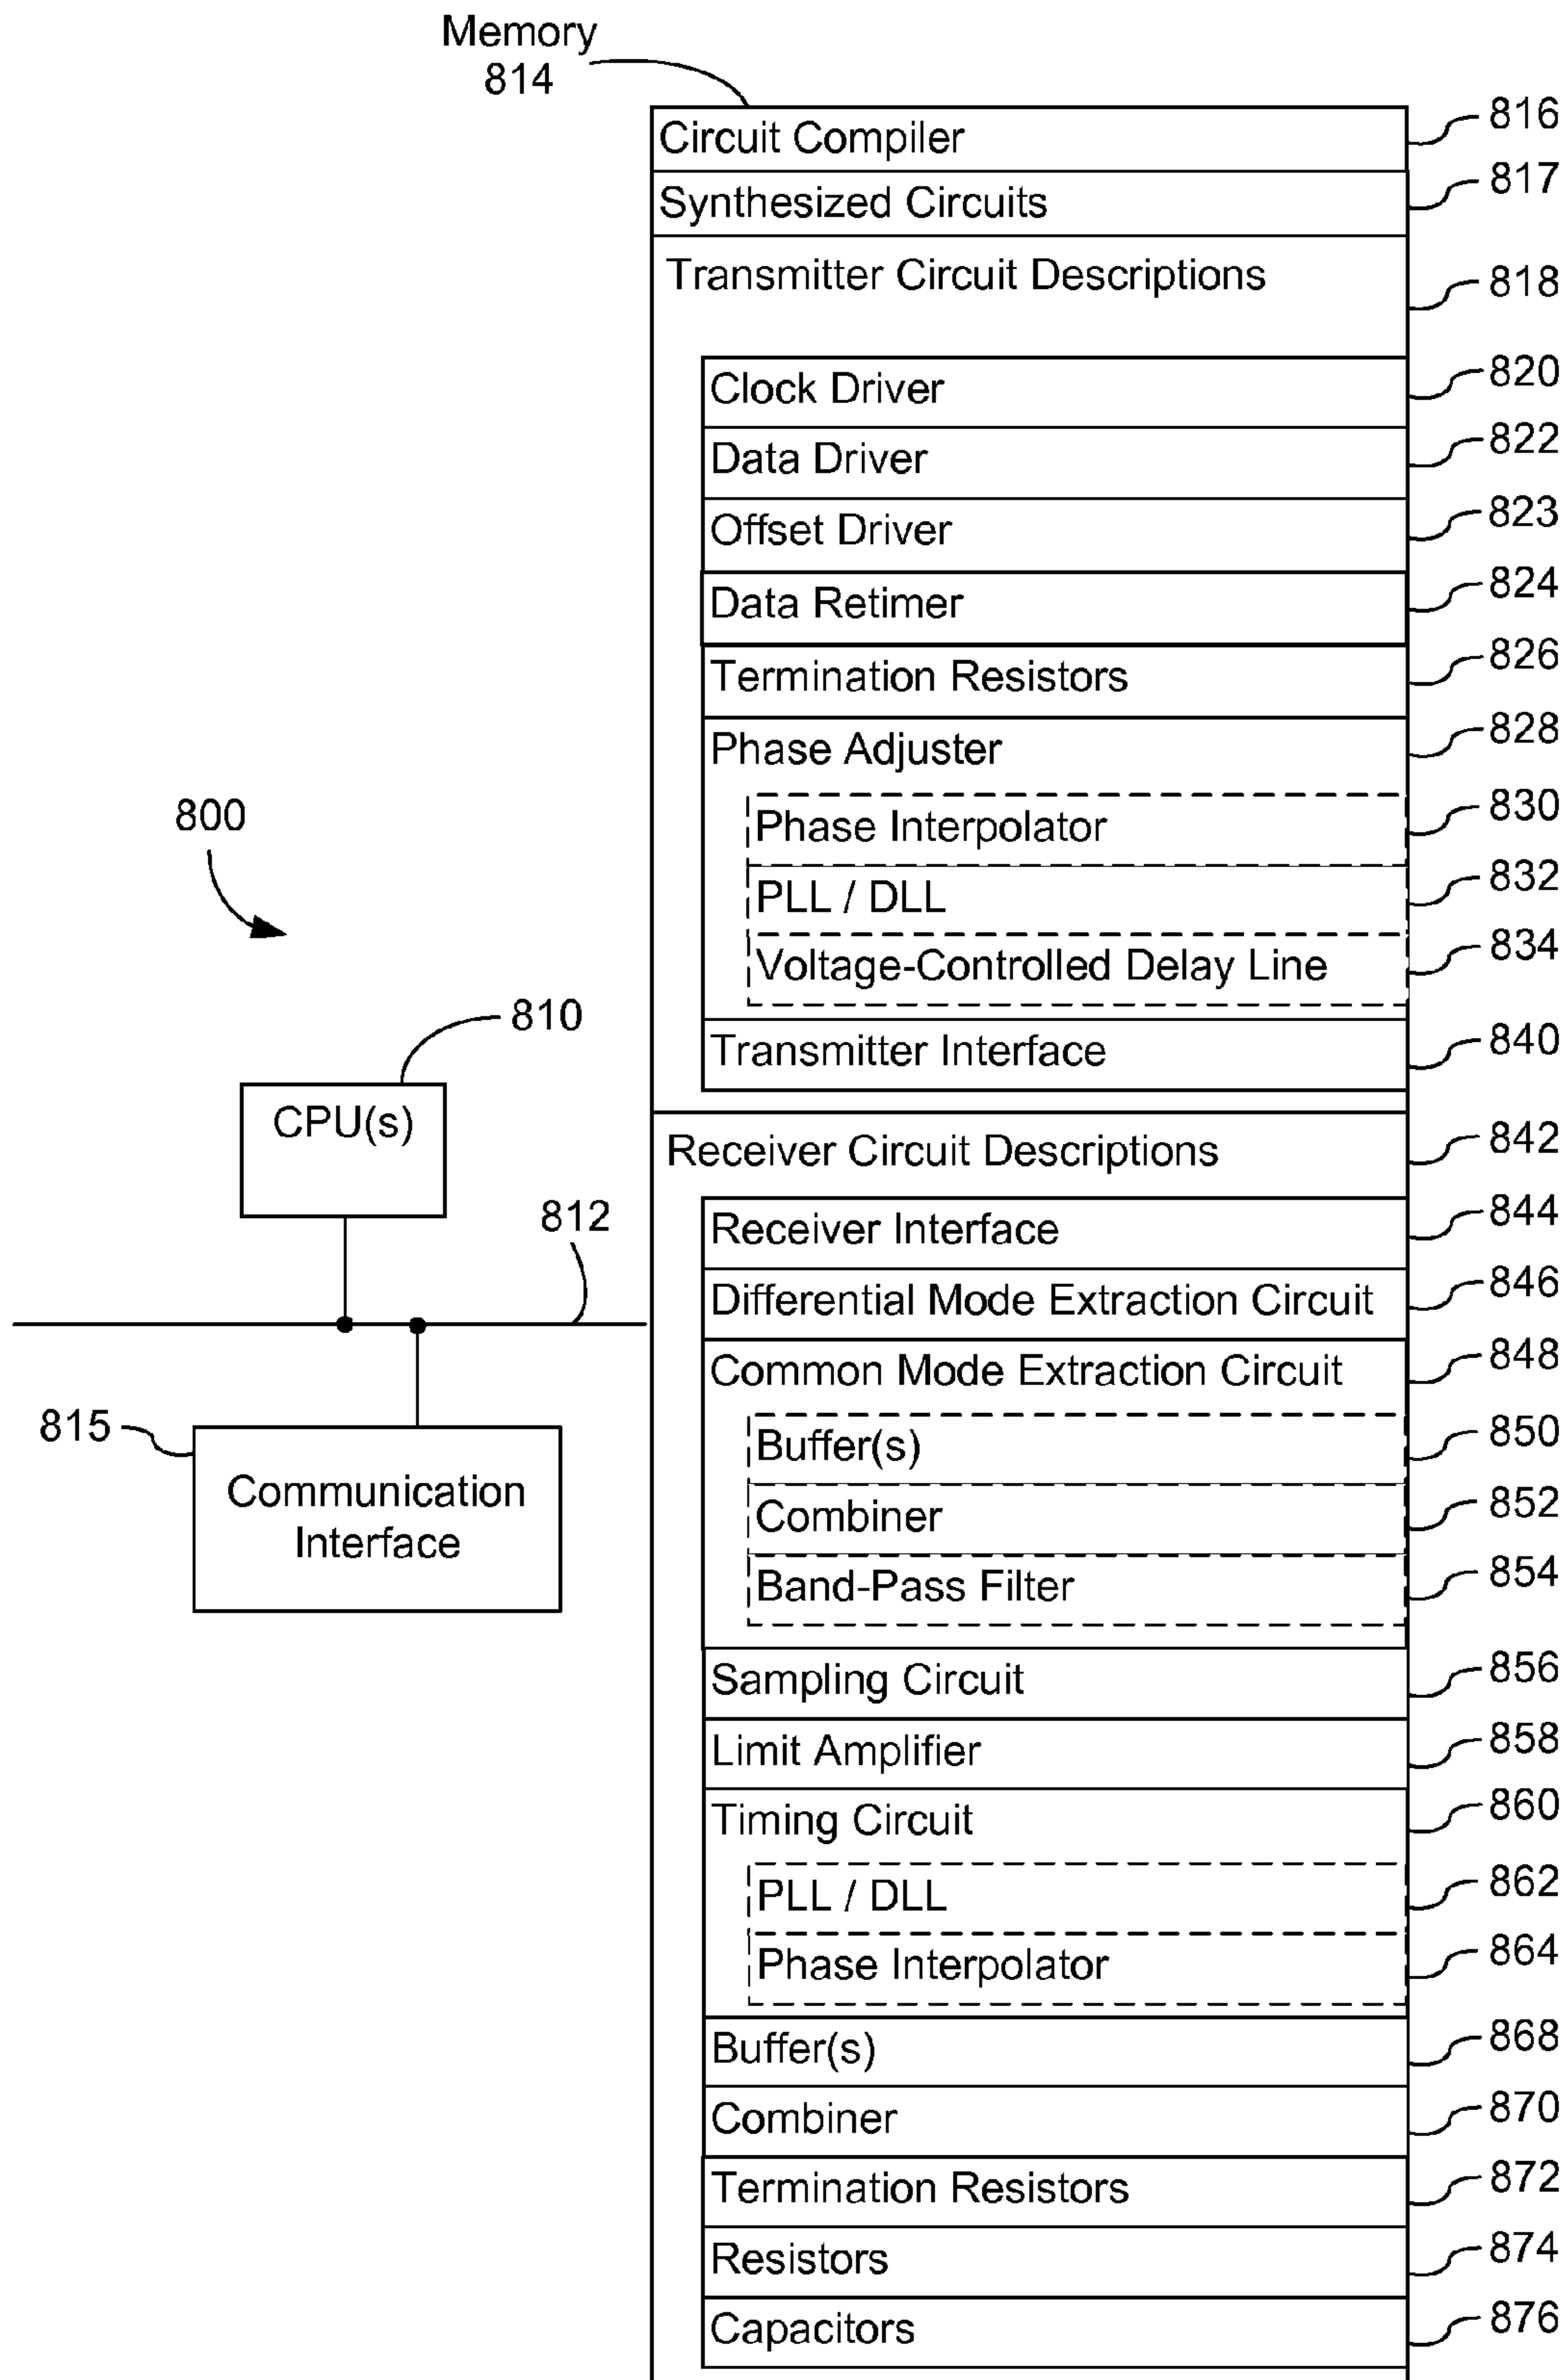 Memory
814
Circuit Compiler
816
Synthesized Circuits
817
Transmitter Circuit Descriptions
818
Clock Driver
820
Data Driver
822
Offset Driver
823
Data Retimer
824
Termination Resistors
826
Phase Adjuster
828
Phase Interpolator
830
PLL / DLL
832
Voltage-Controlled Delay Line
834
Transmitter Interface
840
800
810
CPU(s)
812
815
Communication
Interface
Receiver Circuit Descriptions
842
Receiver Interface
844
Differential Mode Extraction Circuit
846
Common Mode Extraction Circuit
848
Buffer(s)
850
Combiner
852
Band-Pass Filter
854
Sampling Circuit
856
Limit Amplifier
858
Timing Circuit
860
PLL / DLL
862
Phase Interpolator
864
Buffer(s)
868
Combiner
870
Termination Resistors
872
Resistors
874
Capacitors
876